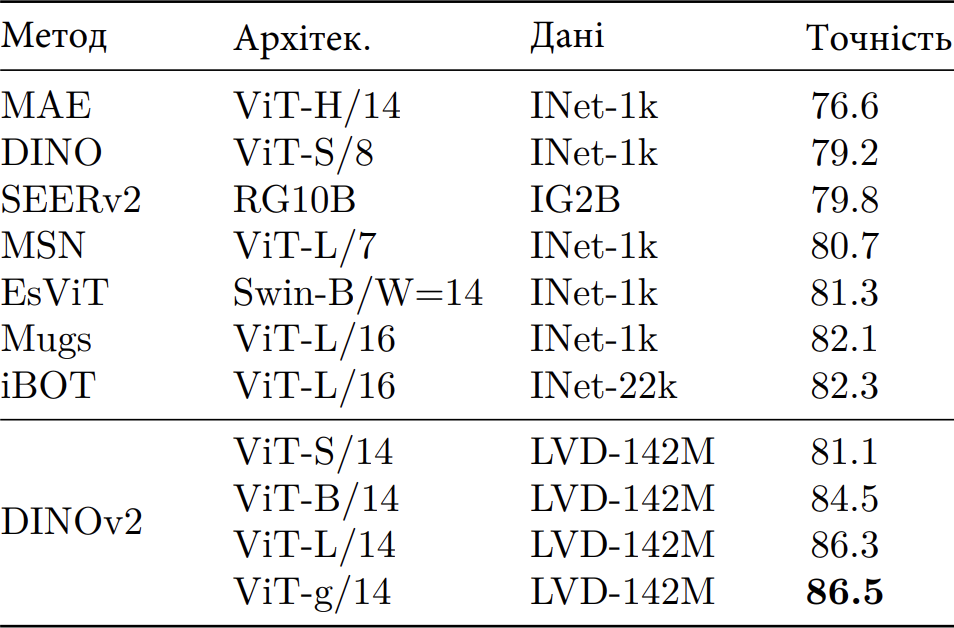 Метод Архітек. Дані Точність
MAE ViT-H/14 INet-1k 76.6
DINO ViT-S/8 INet-1k 79.2
SEERv2 RG10B IG2B 79.8
MSN ViT-L/7 INet-1k 80.7
EsViT Swin-B/W=14 INet-1k 81.3
Mugs ViT-L/16 INet-1k 82.1
iBOT ViT-L/16 INet-22k 82.3
DINOv2
ViT-S/14 LVD-142M 81.1
ViT-B/14 LVD-142M 84.5
ViT-L/14 LVD-142M 86.3
ViT-g/14 LVD-142M 86.5